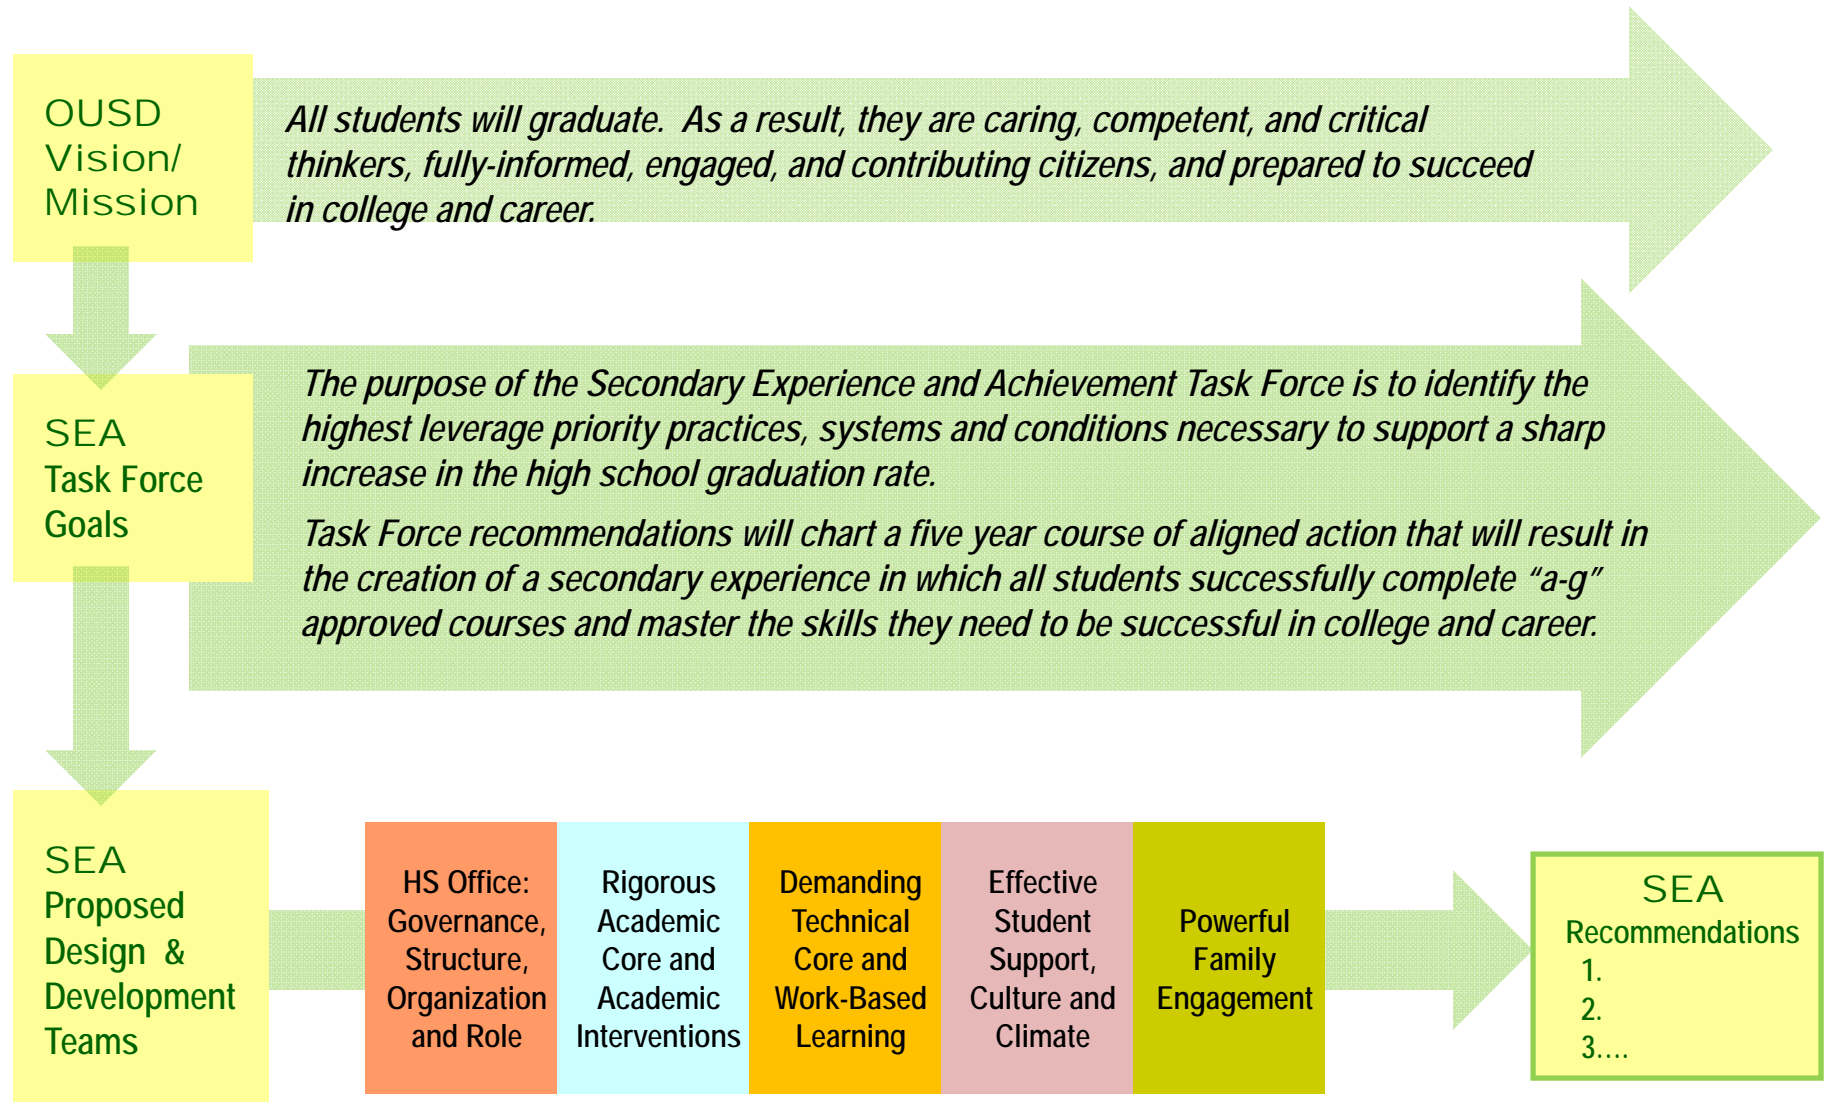 OUSD
Vision/
Mission
All students will graduate.  As a result, they are caring, competent, and critical
thinkers, fully-informed, engaged, and contributing citizens, and prepared to succeed
in college and career.
SEA
Task Force
Goals
The purpose of the Secondary Experience and Achievement Task Force is to identify the
highest leverage priority practices, systems and conditions necessary to support a sharp
increase in the high school graduation rate.
Task Force recommendations will chart a five year course of aligned action that will result in
the creation of a secondary experience in which all students successfully complete “a-g”
approved courses and master the skills they need to be successful in college and career.
SEA
Proposed
Design  &
Development
Teams
HS Office:
Governance,
Structure,
Organization
and Role
Rigorous
Academic
Core and
Academic
Interventions
Demanding
Technical
Core and
Work-Based
Learning
Effective
Student
Support,
Culture and
Climate
Powerful
Family
Engagement
SEA
Recommendations
1.
2.
3....